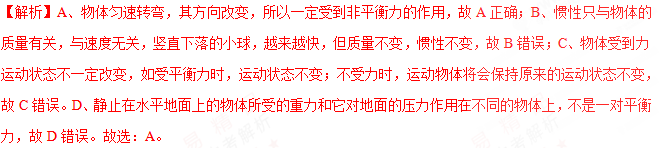 【解析】A、物体匀速转弯，其方向改变，所以一定受到非平衡力的作用，故 A 正确；B、惯性只与物体的
质量有关，与速度无关，竖直下落的小球，越来越快，但质量不变，惯性不变，故 B 错误；C、物体受到力
运动状态不一定改变，如受平衡力时，运动状态不变；不受力时，运动物体将会保持原来的运动状态不变，
故 C 错误。D、静止在水平地面上的物体所受的重力和它对地面的压力作用在不同的物体上，不是一对平衡
力，故 D 错误。故选：A。